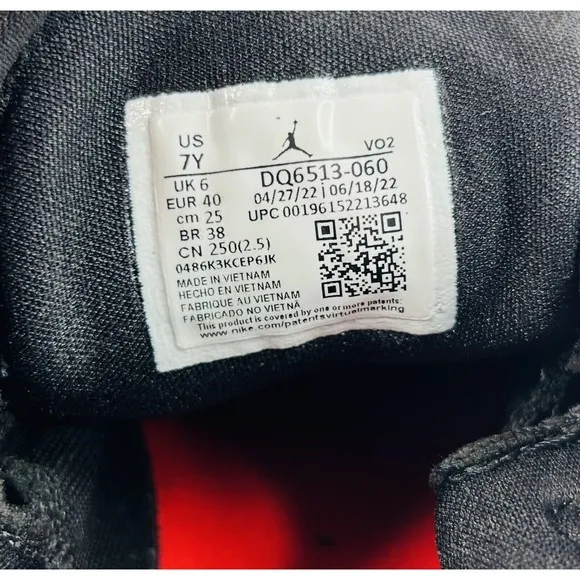 US
7Y
VO2
UK 6
EUR 40
cm 25
BR 38
CN 250(2.5)
DQ6513-060
04/27/22 | 06/18/22
UPC 00196152213648
0486K3KCEP6JK
MADE IN VIETNAM
HECHO EN VIETNAM
FABRIQUE AU VIETNAM
FABRICADO NO VIETNÃ
This product is covered by one or more patents:
www.nike.com/patentsvirtualmarking